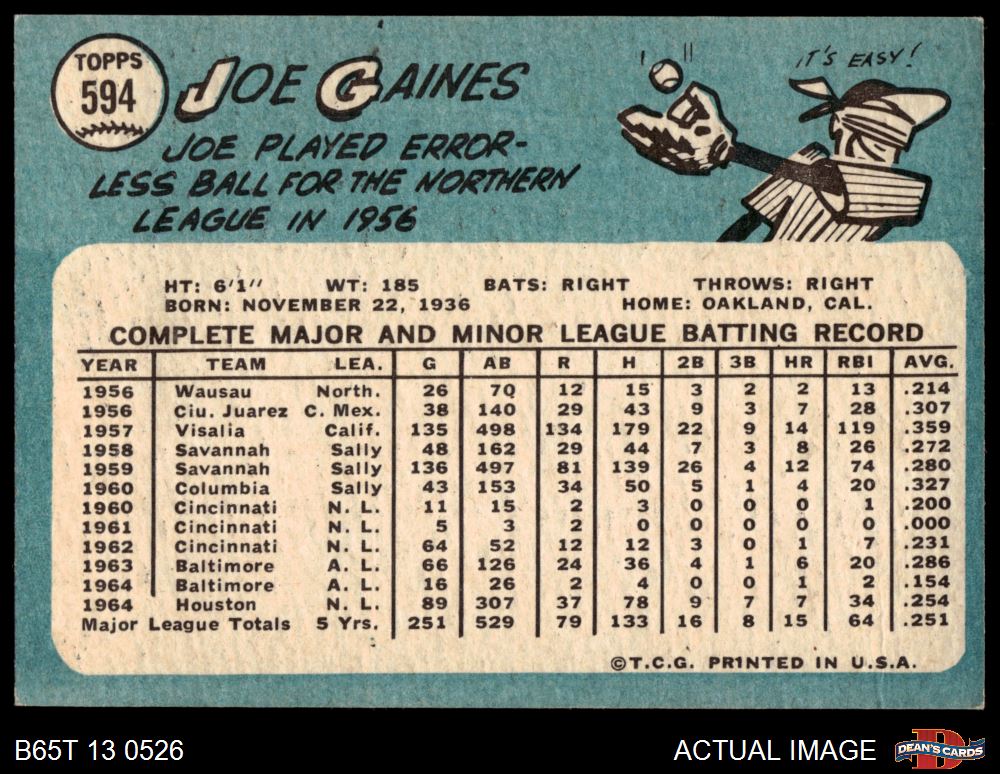 TOPPS
594
JOE GAINES
IT'S EASY!
JOE PLAYED ERROR-
LESS BALL FOR THE NORTHERN
LEAGUE IN 1956
HT: 6'1" WT: 185 BATS: RIGHT THROWS: RIGHT
BORN: NOVEMBER 22, 1936 HOME: OAKLAND, CAL.
COMPLETE MAJOR AND MINOR LEAGUE BATTING RECORD
YEAR TEAM LEA. G AB R H 2B 3B HR RBI AVG.
1956 Wausau North. 26 70 12 15 3 2 2 13 .214
1956 Ciu. Juarez C. Mex. 38 140 29 43 9 3 7 28 .307
1957 Visalia Calif. 135 498 134 179 22 9 14 119 .359
1958 Savannah Sally 48 162 29 44 7 3 8 26 .272
1959 Savannah Sally 136 497 81 139 26 4 12 74 .280
1960 Columbia Sally 43 153 34 50 5 1 4 20 .327
1960 Cincinnati N. L. 11 15 2 3 0 0 0 1 .200
1961 Cincinnati N. L. 5 3 2 0 0 0 0 0 .000
1962 Cincinnati N. L. 64 52 12 12 3 0 1 7 .231
1963 Baltimore A. L. 66 126 24 36 4 1 6 20 .286
1964 Baltimore A. L. 16 26 2 4 0 0 1 2 .154
1964 Houston N. L. 89 307 37 78 9 7 7 34 .254
Major League Totals 5 Yrs. 251 529 79 133 16 8 15 64 .251
©T.C.G. PRINTED IN U.S.A.
B65T 13 0526 ACTUAL IMAGE DEAN'S CARDS